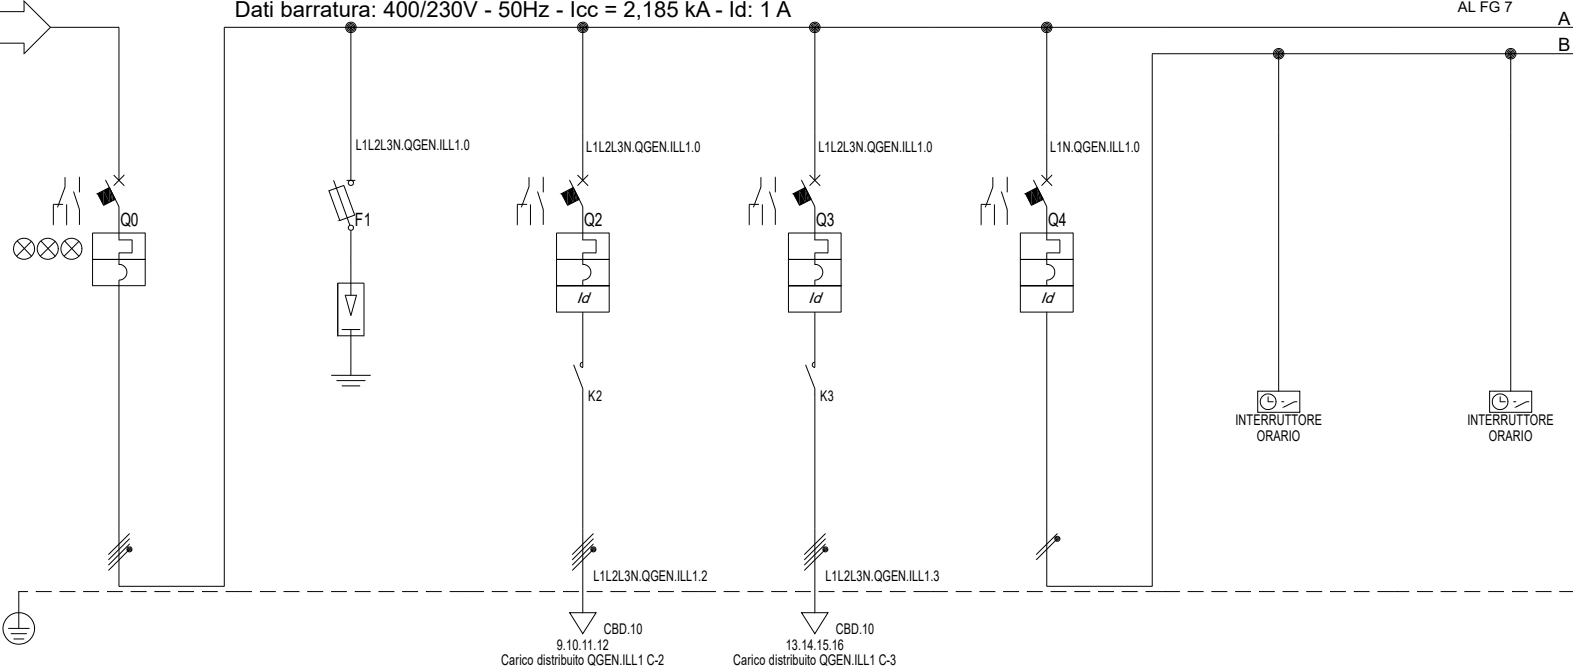 Dati barratura: 400/230V - 50Hz - Icc = 2,185 kA - Id: 1 A
AL FG 7
A
B
L1L2L3N.QGEN.ILL1.0
L1L2L3N.QGEN.ILL1.0
L1L2L3N.QGEN.ILL1.0
L1N.QGEN.ILL1.0
Q0
F1
Q2
Q3
Q4
Id
Id
Id
K2
K3
INTERRUTTORE
ORARIO
INTERRUTTORE
ORARIO
L1L2L3N.QGEN.ILL1.2
L1L2L3N.QGEN.ILL1.3
CBD.10
9.10.11.12
Carico distribuito QGEN.ILL1 C-2
CBD.10
13.14.15.16
Carico distribuito QGEN.ILL1 C-3